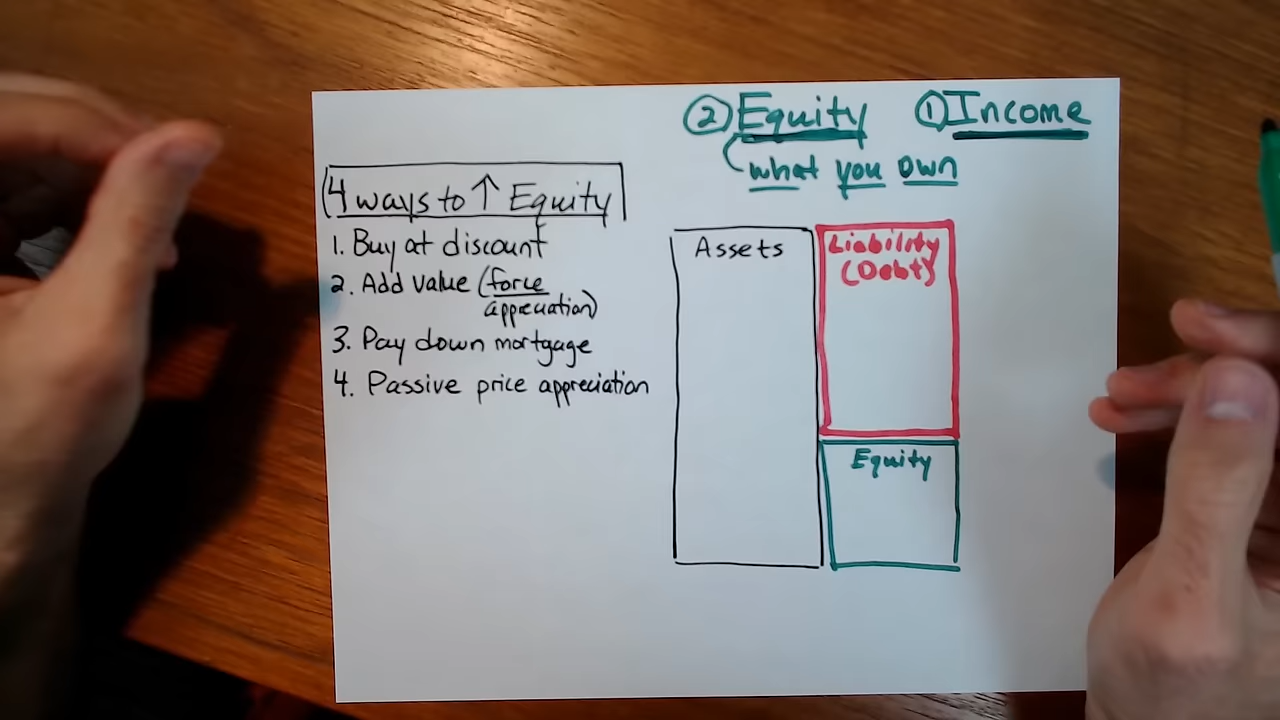 ② Equity ① Income
what you own
4 ways to ↑ Equity
1. Buy at discount
2. Add value (force
appreciation)
3. Pay down mortgage
4. Passive price appreciation
Assets
Liability
(Debt)
Equity